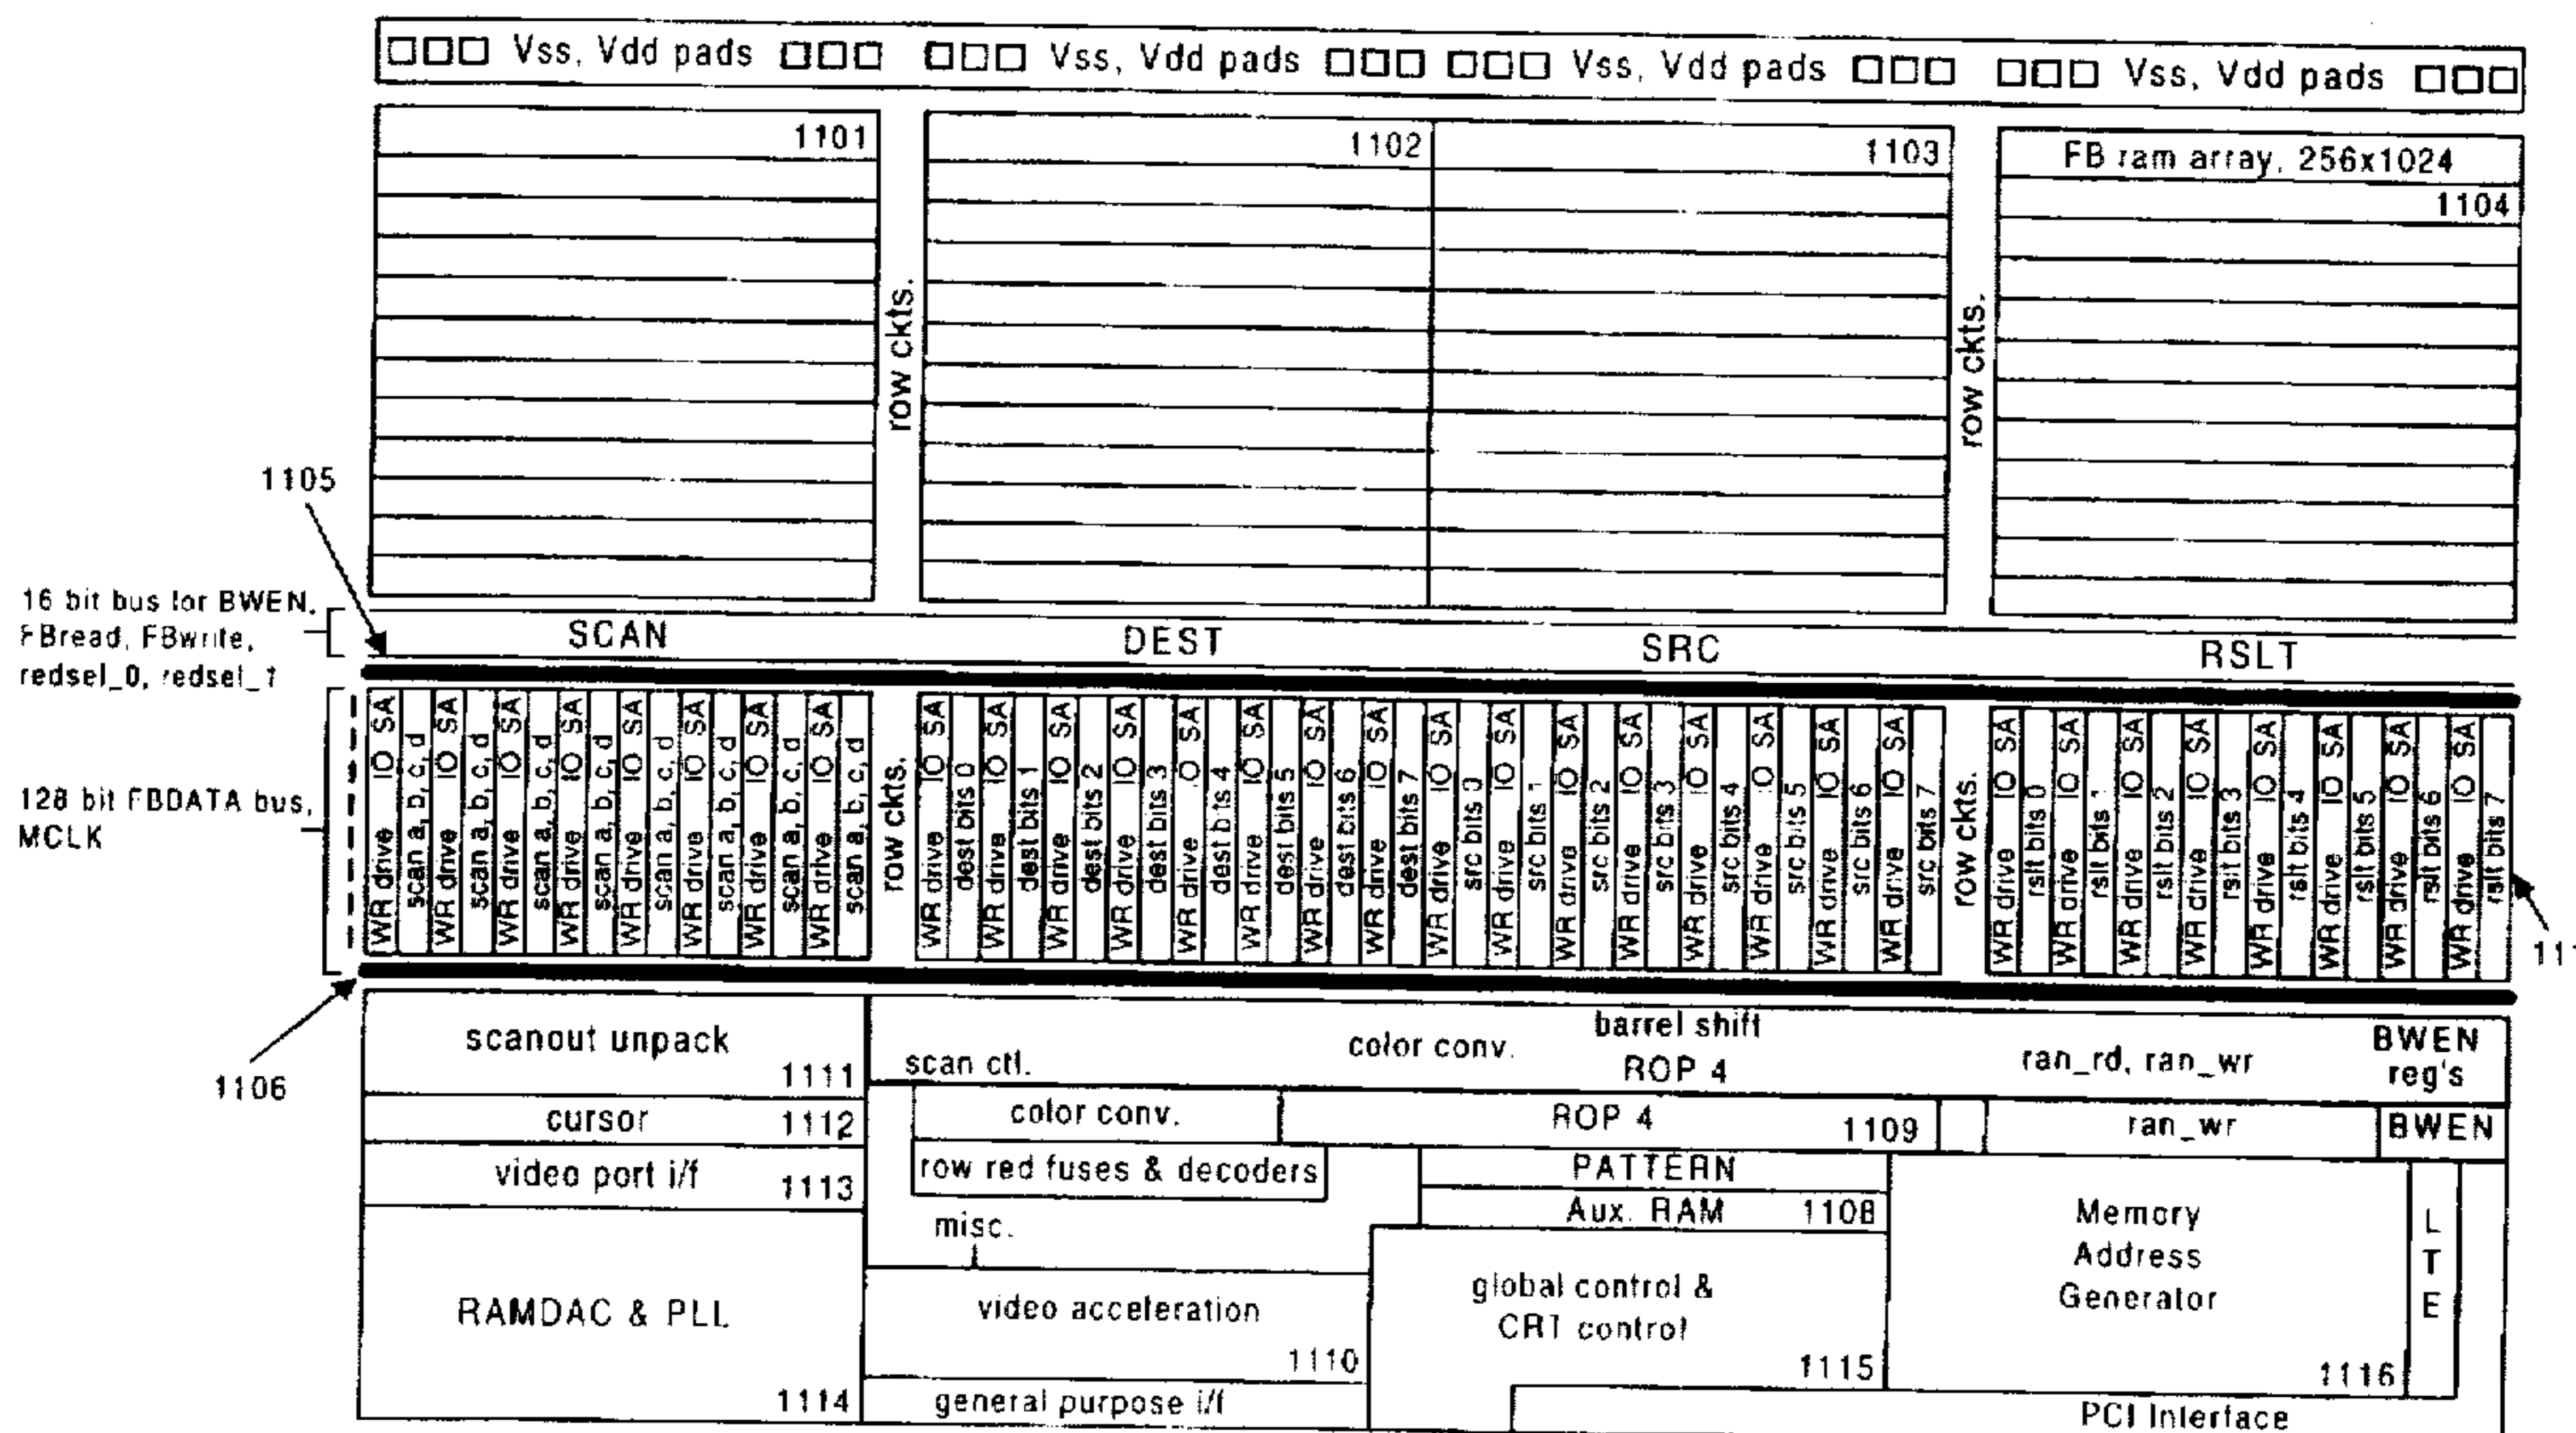 Vss, Vdd pads Vss, Vdd pads Vss, Vdd pads Vss, Vdd pads
1101
1102
1103
FB ram array, 256x1024
1104
row ckts.
row ckts.
1105
16 bit bus for BWEN,
FBread, FBwrite,
redsel_0, redsel_1
SCAN DEST SRC RSLT
128 bit FBDATA bus,
MCLK
WR drive IO SA
scan a, b, c, d
WR drive IO SA
scan a, b, c, d
WR drive IO SA
scan a, b, c, d
WR drive IO SA
scan a, b, c, d
WR drive IO SA
scan a, b, c, d
WR drive IO SA
scan a, b, c, d
WR drive IO SA
scan a, b, c, d
WR drive IO SA
scan a, b, c, d
row ckts.
WR drive IO SA
dest bits 0
WR drive IO SA
dest bits 1
WR drive IO SA
dest bits 2
WR drive IO SA
dest bits 3
WR drive IO SA
dest bits 4
WR drive IO SA
dest bits 5
WR drive IO SA
dest bits 6
WR drive IO SA
dest bits 7
WR drive IO SA
src bits 0
WR drive IO SA
src bits 1
WR drive IO SA
src bits 2
WR drive IO SA
src bits 3
WR drive IO SA
src bits 4
WR drive IO SA
src bits 5
WR drive IO SA
src bits 6
WR drive IO SA
src bits 7
row ckts.
WR drive IO SA
rslt bits 0
WR drive IO SA
rslt bits 1
WR drive IO SA
rslt bits 2
WR drive IO SA
rslt bits 3
WR drive IO SA
rslt bits 4
WR drive IO SA
rslt bits 5
WR drive IO SA
rslt bits 6
WR drive IO SA
rslt bits 7
1106
scanout unpack
1111
scan ctl.
color conv.
barrel shift
ROP 4
ran_rd, ran_wr
BWEN
reg's
cursor 1112
color conv.
ROP 4 1109
ran_wr
BWEN
video port i/f 1113
row red fuses & decoders
PATTERN
Aux. RAM 1108
misc.
Memory
Address
Generator
1116
L
T
E
RAMDAC & PLL
1114
video acceleration
1110
global control &
CRT control
1115
general purpose i/f
PCI Interface